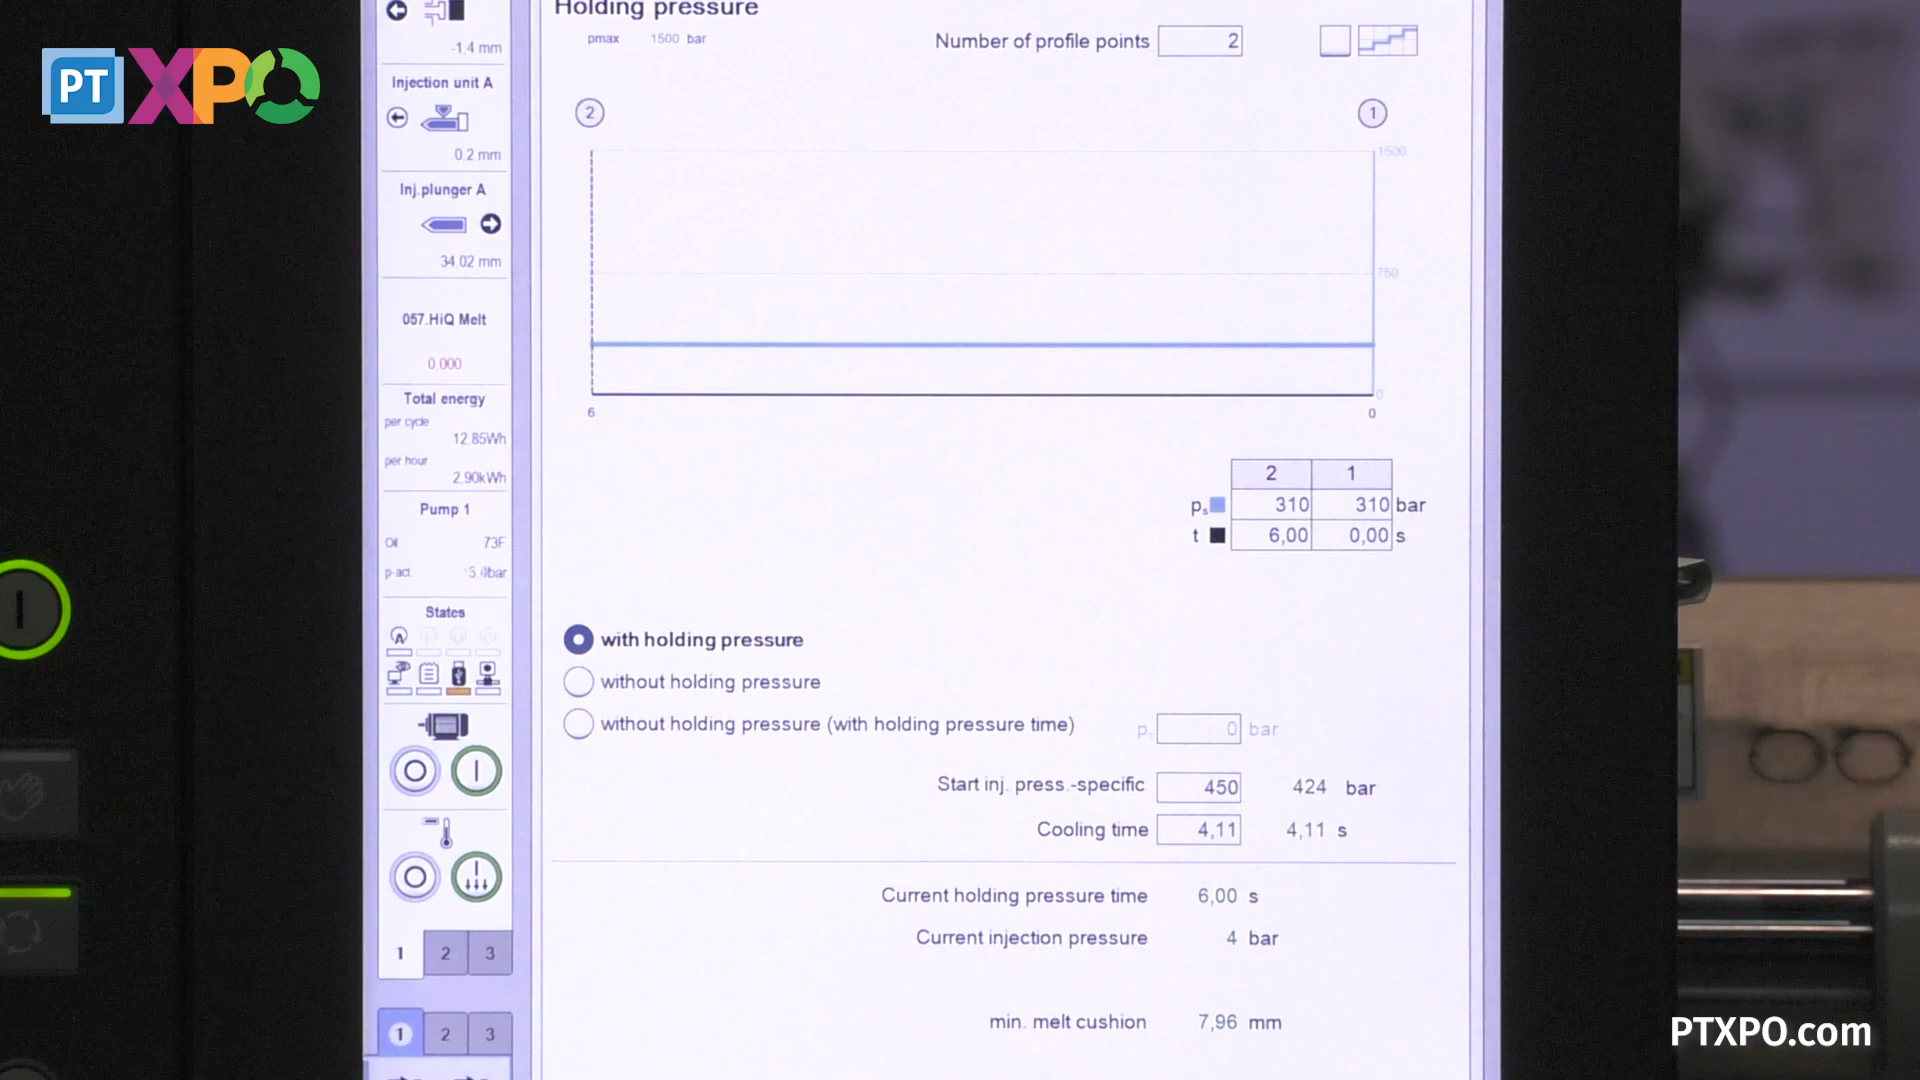 PT XPO
-1,4 mm
Injection unit A
0,2 mm
Inj.plunger A
34,02 mm
057.HiQ Melt
0,000
Total energy
per cycle
12,85Wh
per hour
2,90kWh
Pump 1
Oil 73F
p-act. 5,0bar
States
A
1 2 3
1 2 3
Holding pressure
pmax 1500 bar
Number of profile points 2
2 1
1500
750
0
6 0
2 1
ps 310 310 bar
t 6,00 0,00 s
with holding pressure
without holding pressure
without holding pressure (with holding pressure time) ps 0 bar
Start inj. press.-specific 450 424 bar
Cooling time 4,11 4,11 s
Current holding pressure time 6,00 s
Current injection pressure 4 bar
min. melt cushion 7,96 mm
PTXPO.com